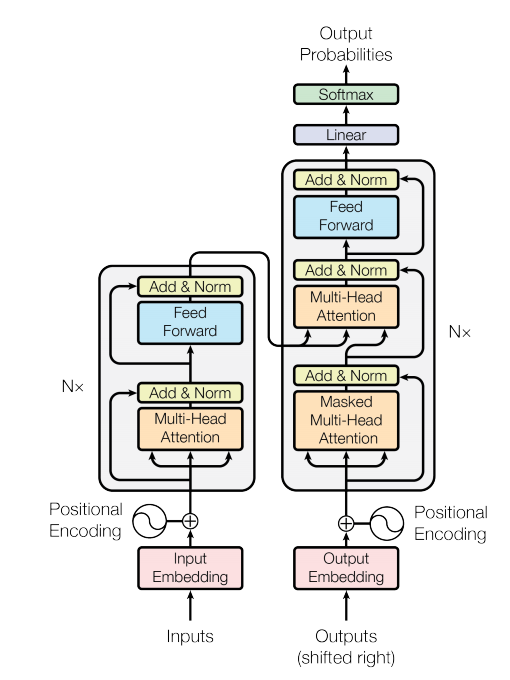 Output
Probabilities
Softmax
Linear
Add & Norm
Feed
Forward
Add & Norm
Multi-Head
Attention
Add & Norm
Masked
Multi-Head
Attention
Nx
Add & Norm
Feed
Forward
Add & Norm
Multi-Head
Attention
N×
Positional
Encoding
Positional
Encoding
Input
Embedding
Output
Embedding
Inputs
Outputs
(shifted right)